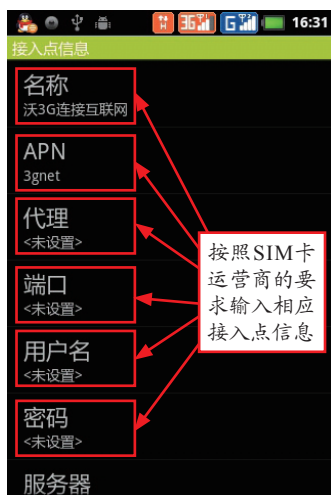 3G G 16:31
接入点信息
名称
沃3G连接互联网
APN
3gnet
代理
<未设置>
端口
<未设置>
用户名
<未设置>
密码
<未设置>
服务器
按照SIM卡
运营商的要
求输入相应
接入点信息